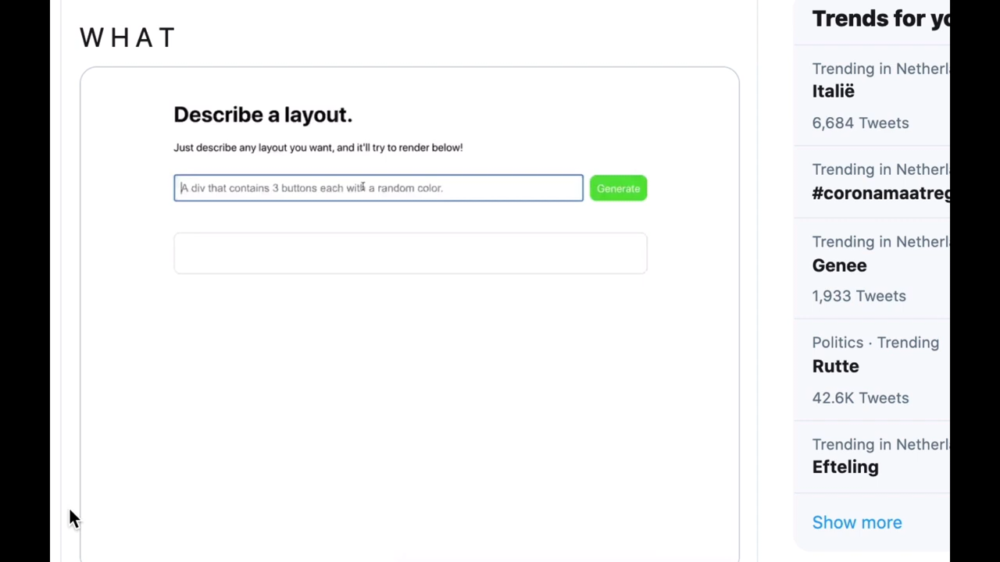 WHAT
Describe a layout.
Just describe any layout you want, and it'll try to render below!
A div that contains 3 buttons each with a random color.
Generate
Trends for yo
Trending in Netherl
Italië
6,684 Tweets
Trending in Netherl
#coronamaatreg
Trending in Netherl
Genee
1,933 Tweets
Politics · Trending
Rutte
42.6K Tweets
Trending in Netherl
Efteling
Show more